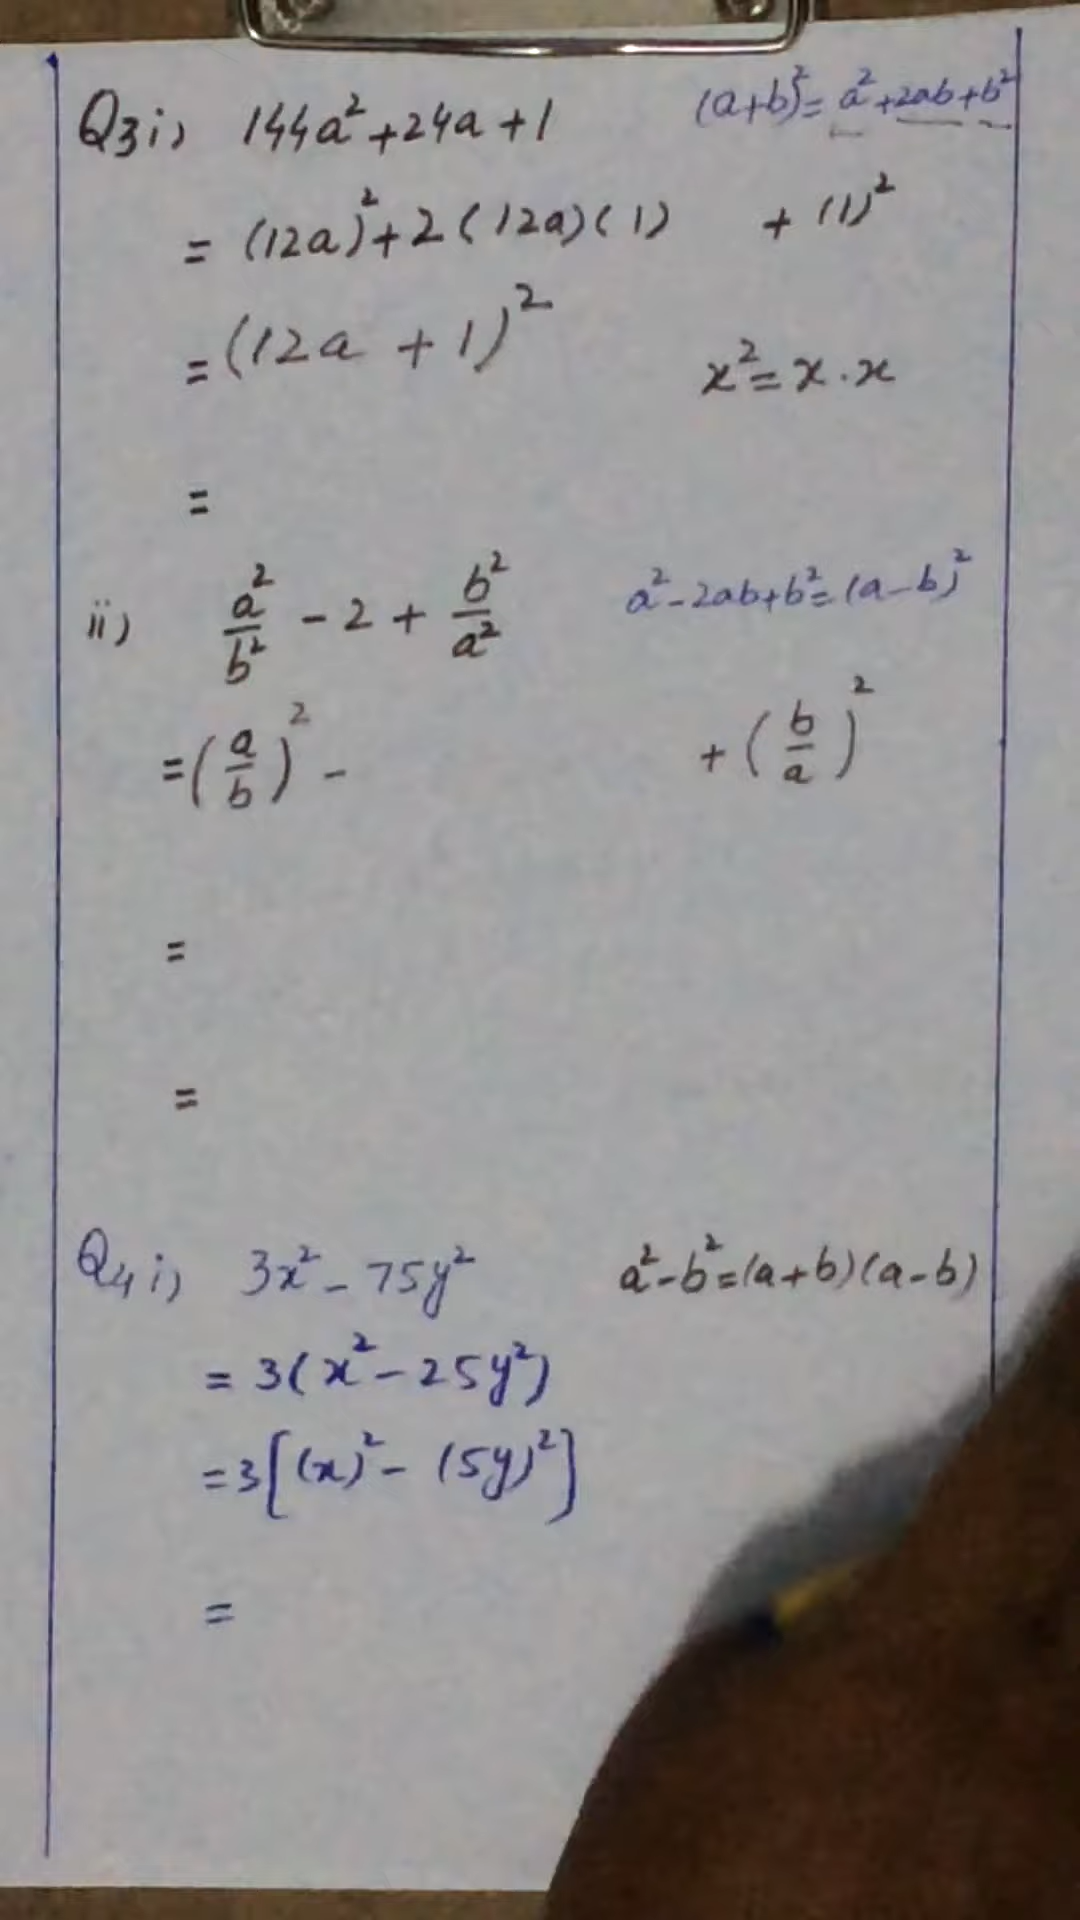 Q3 i) 144a² + 24a + 1 (a+b)² = a² + 2ab + b²
= (12a)² + 2(12a)(1) + (1)²
= (12a + 1)²
x² = x . x
=
ii) a²/b² - 2 + b²/a² a² - 2ab + b² = (a - b)²
= (a/b)² - + (b/a)²
=
=
Q4 i) 3x² - 75y² a² - b² = (a+b)(a-b)
= 3(x² - 25y²)
= 3[(x)² - (5y)²]
=